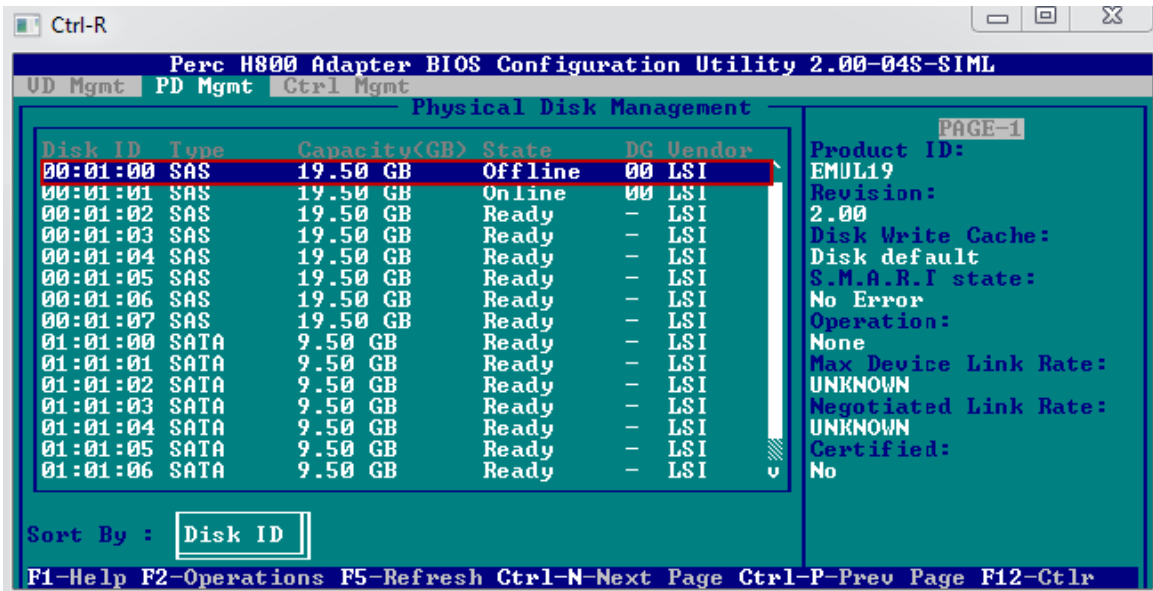 Ctrl-R
Perc H800 Adapter BIOS Configuration Utility 2.00-04S-SIML
VD Mgmt PD Mgmt Ctrl Mgmt
Physical Disk Management
Disk ID Type Capacity(GB) State DG Vendor
00:01:00 SAS 19.50 GB Offline 00 LSI
00:01:01 SAS 19.50 GB Online 00 LSI
00:01:02 SAS 19.50 GB Ready - LSI
00:01:03 SAS 19.50 GB Ready - LSI
00:01:04 SAS 19.50 GB Ready - LSI
00:01:05 SAS 19.50 GB Ready - LSI
00:01:06 SAS 19.50 GB Ready - LSI
00:01:07 SAS 19.50 GB Ready - LSI
01:01:00 SATA 9.50 GB Ready - LSI
01:01:01 SATA 9.50 GB Ready - LSI
01:01:02 SATA 9.50 GB Ready - LSI
01:01:03 SATA 9.50 GB Ready - LSI
01:01:04 SATA 9.50 GB Ready - LSI
01:01:05 SATA 9.50 GB Ready - LSI
01:01:06 SATA 9.50 GB Ready - LSI
Sort By : Disk ID
PAGE-1
Product ID:
EMUL19
Revision:
2.00
Disk Write Cache:
Disk default
S.M.A.R.T state:
No Error
Operation:
None
Max Device Link Rate:
UNKNOWN
Negotiated Link Rate:
UNKNOWN
Certified:
No
F1-Help F2-Operations F5-Refresh Ctrl-N-Next Page Ctrl-P-Prev Page F12-Ctlr